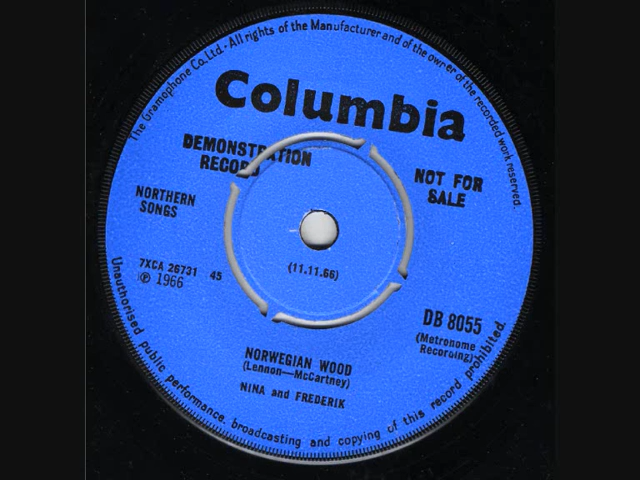 The Gramophone Co. Ltd. - All rights of the Manufacturer and of the owner of the recorded work reserved.
Columbia
DEMONSTRATION
RECORD
NOT FOR
SALE
NORTHERN
SONGS
7XCA 26731 45
℗ 1966
(11.11.66)
DB 8055
(Metronome
Recording)
NORWEGIAN WOOD
(Lennon—McCartney)
NINA and FREDERIK
Unauthorised public performance, broadcasting and copying of this record prohibited.